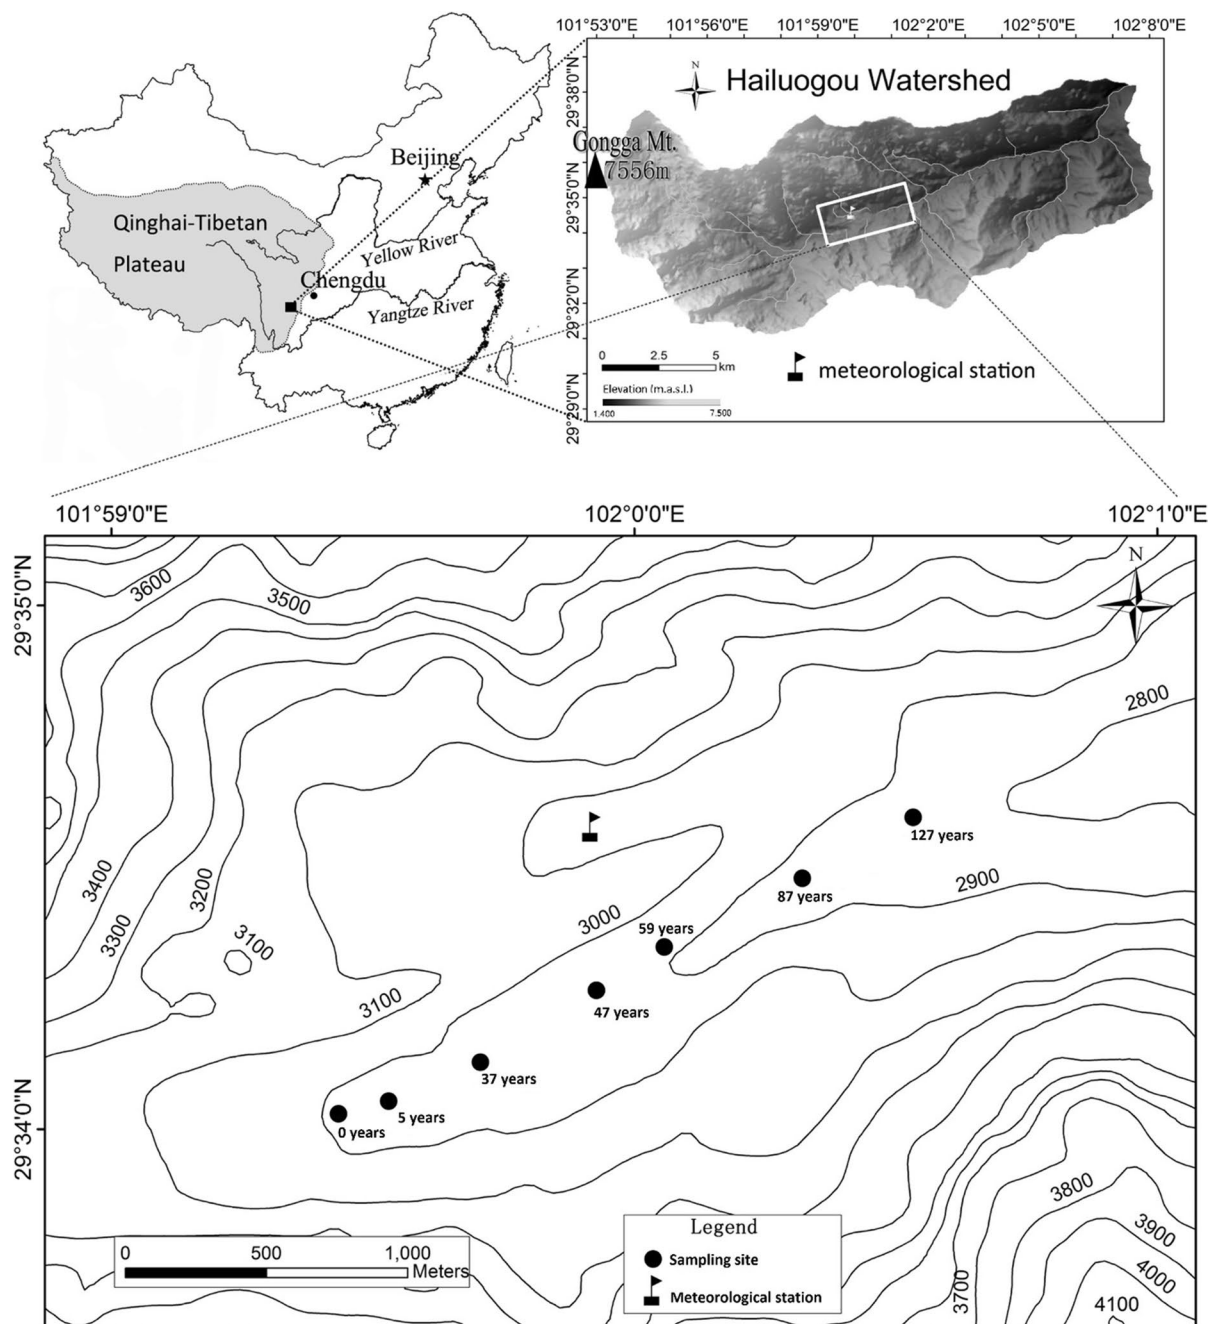 101°53'0"E 101°56'0"E 101°59'0"E 102°2'0"E 102°5'0"E 102°8'0"E
N
Hailuogou Watershed
29°38'0"N
29°35'0"N
29°32'0"N
29°29'0"N
Gongga Mt.
7556m
Beijing
Qinghai-Tibetan
Plateau
Yellow River
Chengdu
Yangtze River
0 2.5 5
km
Elevation (m.a.s.l.)
1.400 7.500
meteorological station
101°59'0"E 102°0'0"E 102°1'0"E
N
29°35'0"N
29°34'0"N
3600
3500
2800
3400
3200
3300
3100
3100
3000
2900
127 years
87 years
59 years
47 years
37 years
5 years
0 years
3800
3900
4000
4100
3700
0 500 1,000
Meters
Legend
Sampling site
Meteorological station